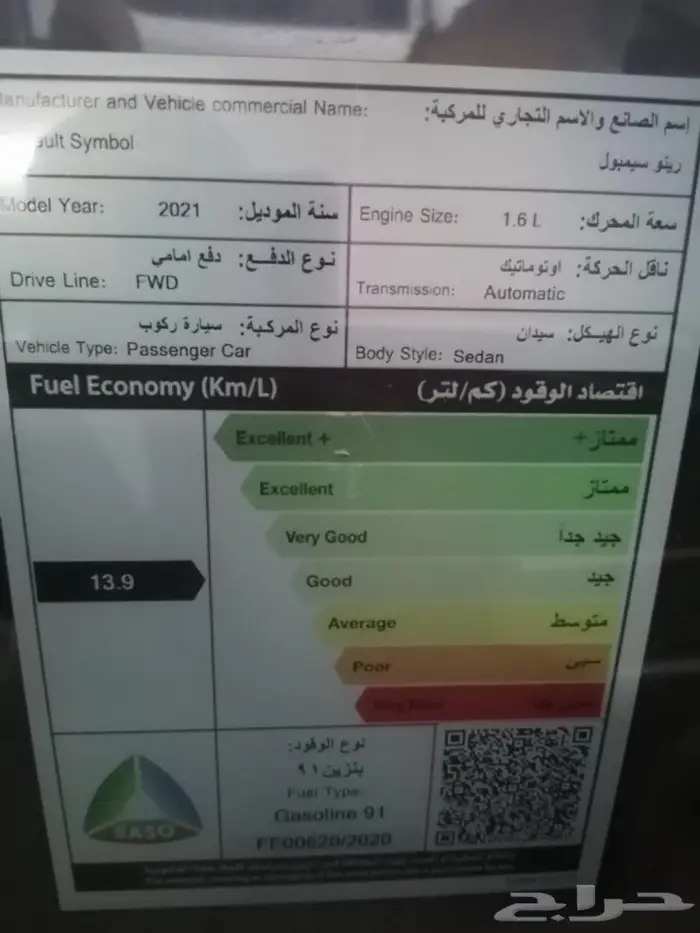 Manufacturer and Vehicle commercial Name:
اسم الصانع والاسم التجاري للمركبة:
ault Symbol
رينو سيمبول
Model Year: 2021 سنة الموديل:
Engine Size: 1.6 L سعة المحرك:
نوع الدفع: دفع امامي
Drive Line: FWD
ناقل الحركة: اوتوماتيك
Transmission: Automatic
نوع المركبة: سيارة ركوب
Vehicle Type: Passenger Car
نوع الهيكل: سيدان
Body Style: Sedan
Fuel Economy (Km/L) اقتصاد الوقود (كم/لتر)
Excellent + ممتاز+
Excellent ممتاز
Very Good جيد جداً
13.9
Good جيد
Average متوسط
Poor سيئ
نوع الوقود:
بنزين ٩١
Fuel Type:
Gasoline 91
FE00620/2020
SASO
حراج